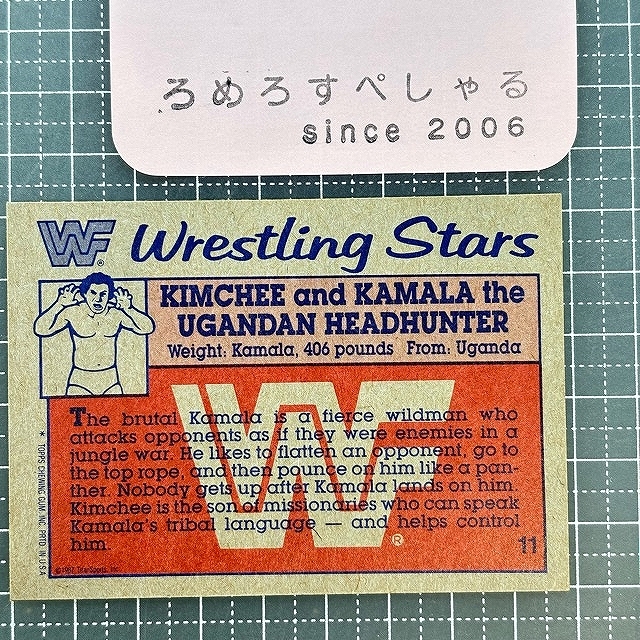 ろめろすぺしゃる
since 2006
WF Wrestling Stars
KIMCHEE and KAMALA the
UGANDAN HEADHUNTER
Weight: Kamala, 406 pounds From: Uganda
The brutal Kamala is a fierce wildman who
attacks opponents as if they were enemies in a
jungle war. He likes to flatten an opponent, go to
the top rope, and then pounce on him like a pan-
ther. Nobody gets up after Kamala lands on him.
Kimchee is the son of missionaries who can speak
Kamala's tribal language — and helps control
him.
WF
®
11
* TOPPS CHEWING GUM, INC. PRTD. IN U.S.A.
© 1987 TitanSports, Inc.